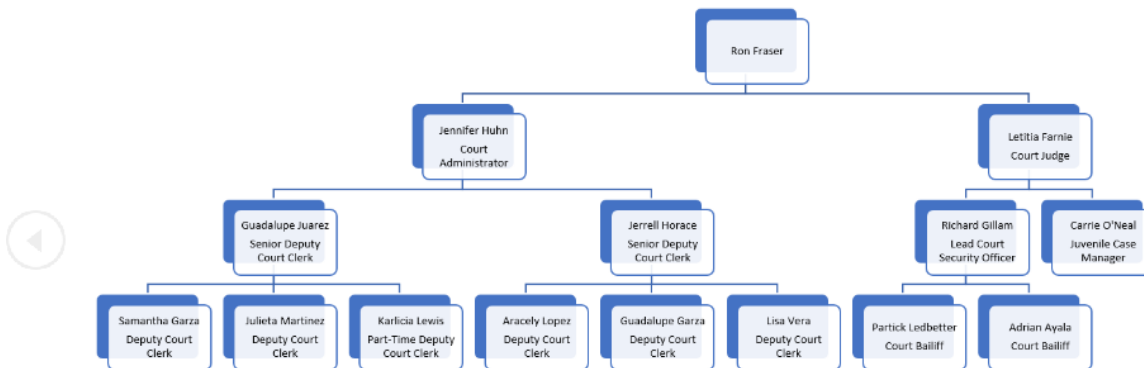 Ron Fraser
Jennifer Huhn
Court
Administrator
Letitia Farnie
Court Judge
Guadalupe Juarez
Senior Deputy
Court Clerk
Jerrell Horace
Senior Deputy
Court Clerk
Richard Gillam
Lead Court
Security Officer
Carrie O'Neal
Juvenile Case
Manager
Samantha Garza
Deputy Court
Clerk
Julieta Martinez
Deputy Court
Clerk
Karlicia Lewis
Part-Time Deputy
Court Clerk
Aracely Lopez
Deputy Court
Clerk
Guadalupe Garza
Deputy Court
Clerk
Lisa Vera
Deputy Court
Clerk
Partick Ledbetter
Court Bailiff
Adrian Ayala
Court Bailiff